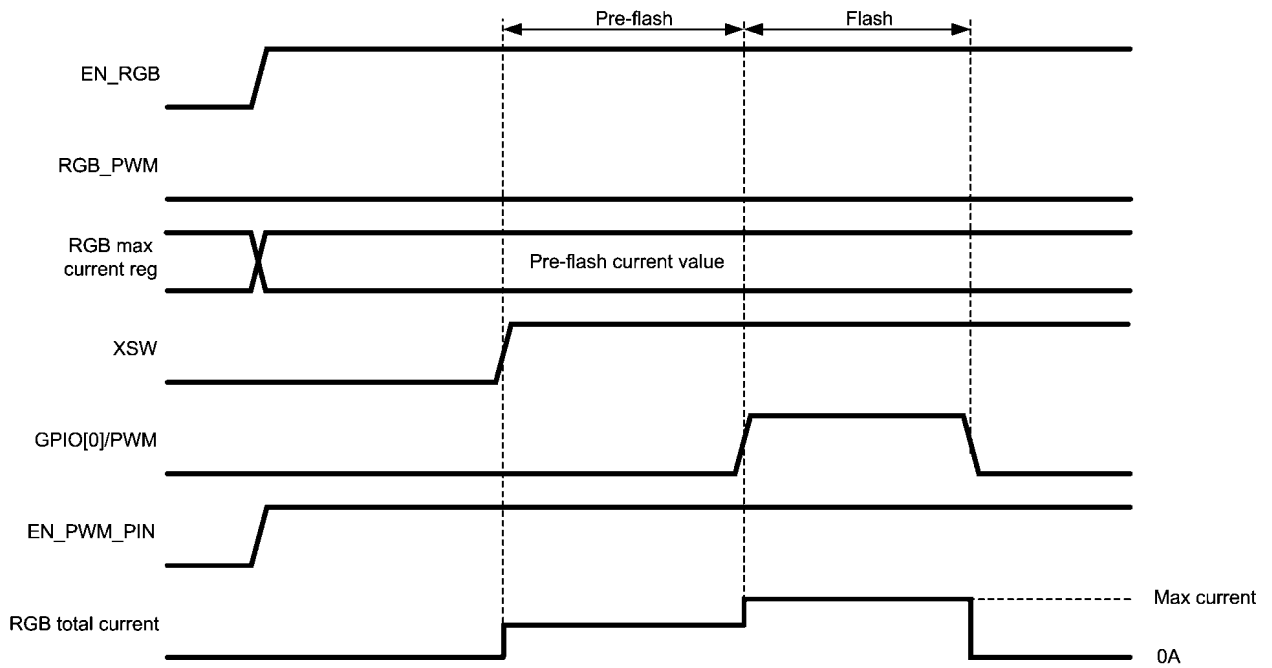 Pre-flash
Flash
EN_RGB
RGB_PWM
RGB max
current reg
Pre-flash current value
XSW
GPIO[0]/PWM
EN_PWM_PIN
Max current
RGB total current
0A